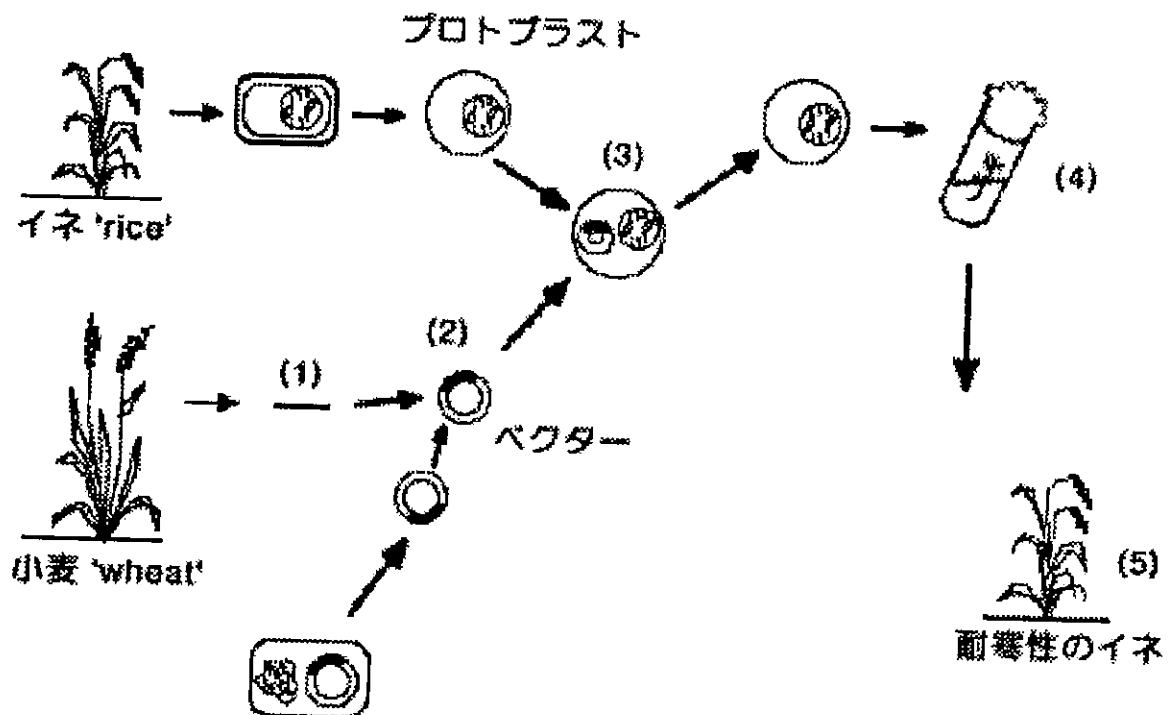 プロトプラスト
(3)
(4)
イネ 'rice'
(2)
(1)
ベクター
小麦 'wheat'
(5)
耐寒性のイネ